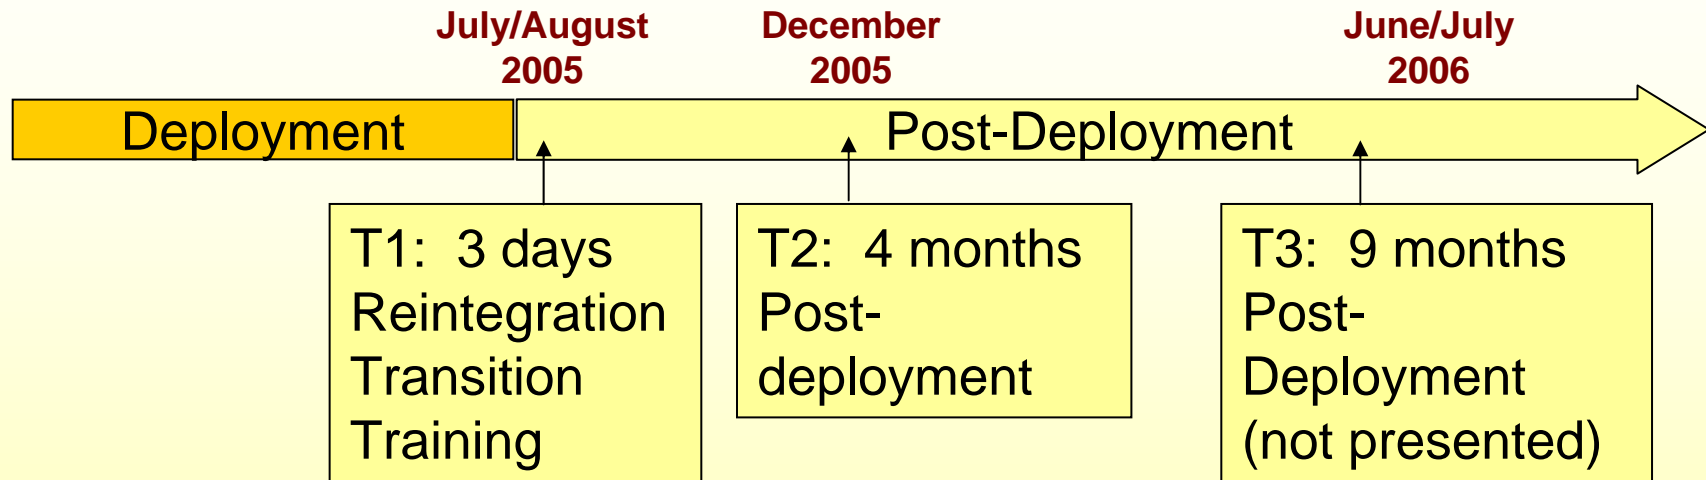 July/August
2005
December
2005
June/July
2006
Deployment
Post-Deployment
T1: 3 days
Reintegration
Transition
Training
T2: 4 months
Post-
deployment
T3: 9 months
Post-
Deployment
(not presented)